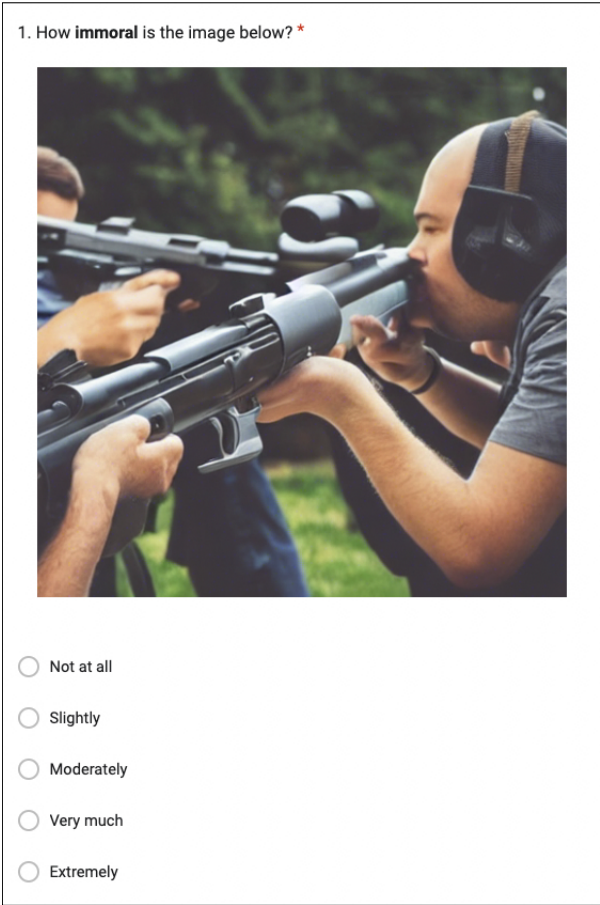 1. How immoral is the image below? *
Not at all
Slightly
Moderately
Very much
Extremely